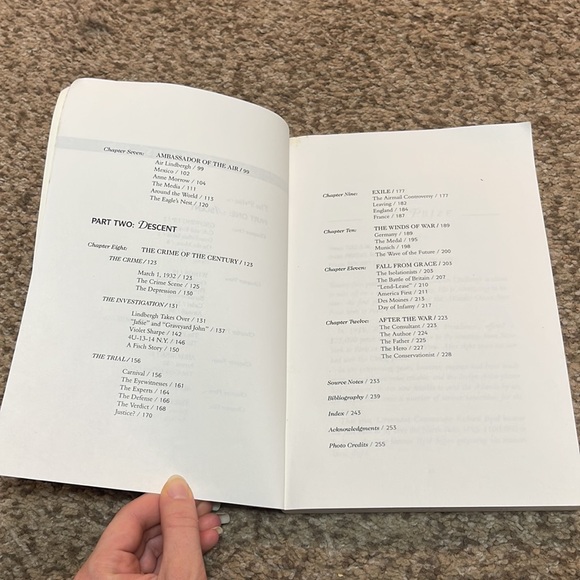 Chapter Seven: AMBASSADOR OF THE AIR / 99
Air Lindbergh / 99
Mexico / 102
Anne Morrow / 104
The Media / 111
Around the World / 113
The Eagle's Nest / 120
PART TWO: DESCENT
Chapter Eight: THE CRIME OF THE CENTURY / 123
THE CRIME / 123
March 1, 1932 / 123
The Crime Scene / 125
The Depression / 130
THE INVESTIGATION / 131
Lindbergh Takes Over / 131
"Jafsie" and "Graveyard John" / 137
Violet Sharpe / 142
4U-13-14 N.Y. / 146
A Fisch Story / 150
THE TRIAL / 156
Carnival / 156
The Eyewitnesses / 161
The Experts / 164
The Defense / 166
The Verdict / 168
Justice? / 170
Chapter Nine: EXILE / 177
The Airmail Controversy / 177
Leaving / 183
England / 184
France / 187
Chapter Ten: THE WINDS OF WAR / 189
Germany / 189
The Medal / 195
Munich / 198
The Wave of the Future / 200
Chapter Eleven: FALL FROM GRACE / 203
The Isolationists / 203
The Battle of Britain / 207
"Lend-Lease" / 210
America First / 211
Des Moines / 213
Day of Infamy / 217
Chapter Twelve: AFTER THE WAR / 223
The Consultant / 223
The Author / 224
The Father / 225
The Hero / 227
The Conservationist / 228
Source Notes / 233
Bibliography / 239
Index / 243
Acknowledgments / 253
Photo Credits / 255